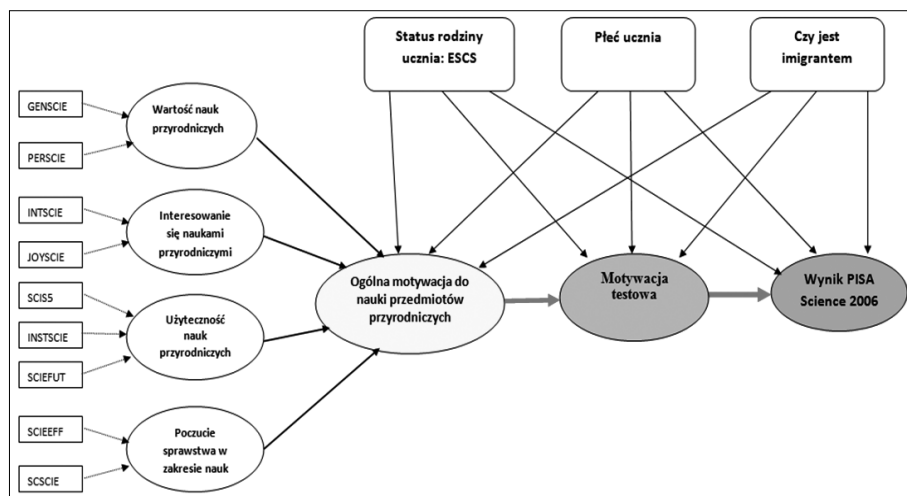 Status rodziny
ucznia: ESCS
Płeć ucznia
Czy jest
imigrantem
GENSCIE
PERSCIE
Wartość nauk
przyrodniczych
INTSCIE
JOYSCIE
Interesowanie
się naukami
przyrodniczymi
SCIS5
INSTSCIE
SCIEFUT
Użyteczność
nauk
przyrodniczych
SCIEEFF
SCSCIE
Poczucie
sprawstwa w
zakresie nauk
Ogólna motywacja do
nauki przedmiotów
przyrodniczych
Motywacja
testowa
Wynik PISA
Science 2006